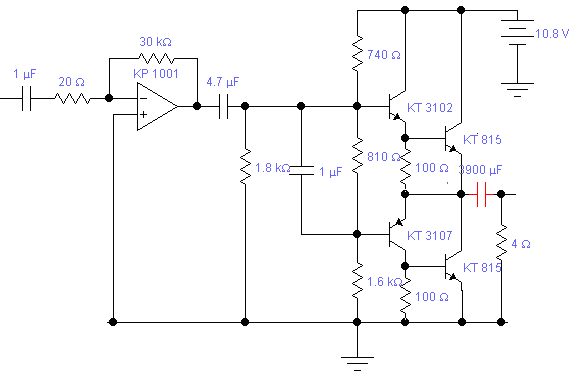 30 kΩ
10.8 V
740 Ω
1 µF
20 Ω
KP 1001
4.7 µF
KT 3102
KT 815
1.8 kΩ
1 µF
810 Ω
100 Ω
3900 µF
KT 3107
4 Ω
KT 815
1.6 kΩ
100 Ω